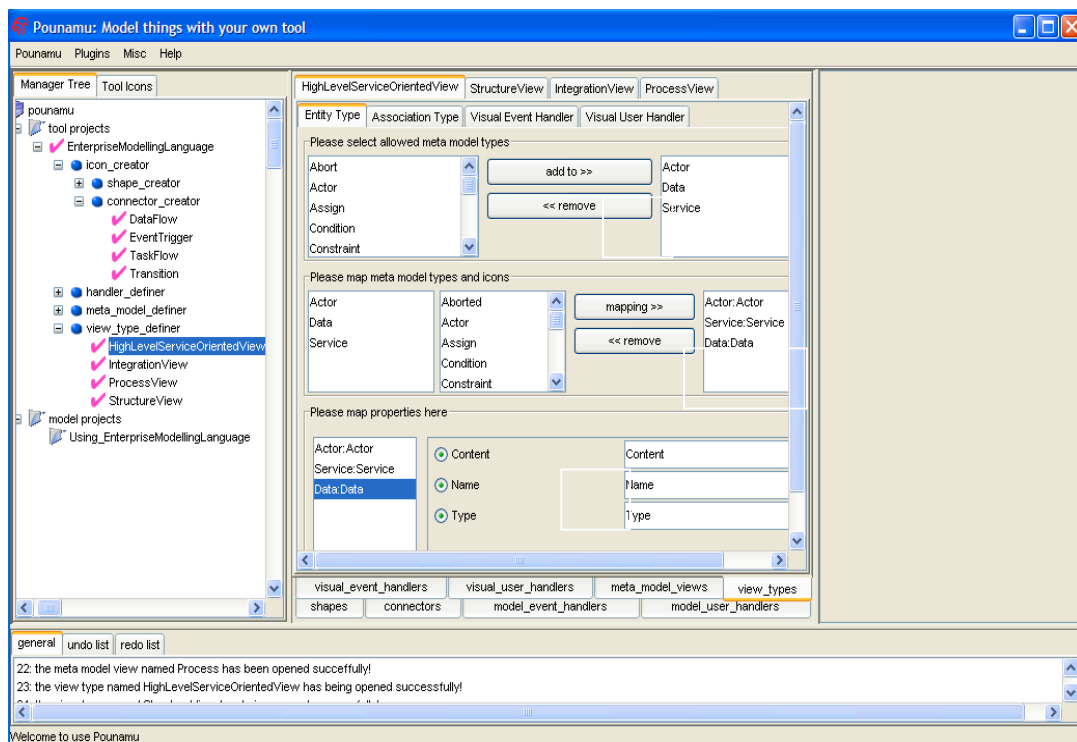 Pounamu: Model things with your own tool
Pounamu Plugins Misc Help
Manager Tree Tool Icons
pounamu
tool projects
EnterpriseModellingLanguage
icon_creator
shape_creator
connector_creator
DataFlow
EventTrigger
TaskFlow
Transition
handler_definer
meta_model_definer
view_type_definer
HighLevelServiceOrientedView
IntegrationView
ProcessView
StructureView
model projects
Using_EnterpriseModellingLanguage
HighLevelServiceOrientedView StructureView IntegrationView ProcessView
Entity Type Association Type Visual Event Handler Visual User Handler
Please select allowed meta model types
Abort
Actor
Assign
Condition
Constraint
add to >>
<< remove
Actor
Data
Service
Please map meta model types and icons
Actor
Data
Service
Aborted
Actor
Assign
Condition
Constraint
mapping >>
<< remove
Actor:Actor
Service:Service
Data:Data
Please map properties here
Actor:Actor
Service:Service
Data:Data
Content Content
Name Name
Type Type
visual_event_handlers visual_user_handlers meta_model_views view_types
shapes connectors model_event_handlers model_user_handlers
general undo list redo list
22: the meta model view named Process has been opened succeffully!
23: the view type named HighLevelServiceOrientedView has being opened successfully!
Welcome to use Pounamu